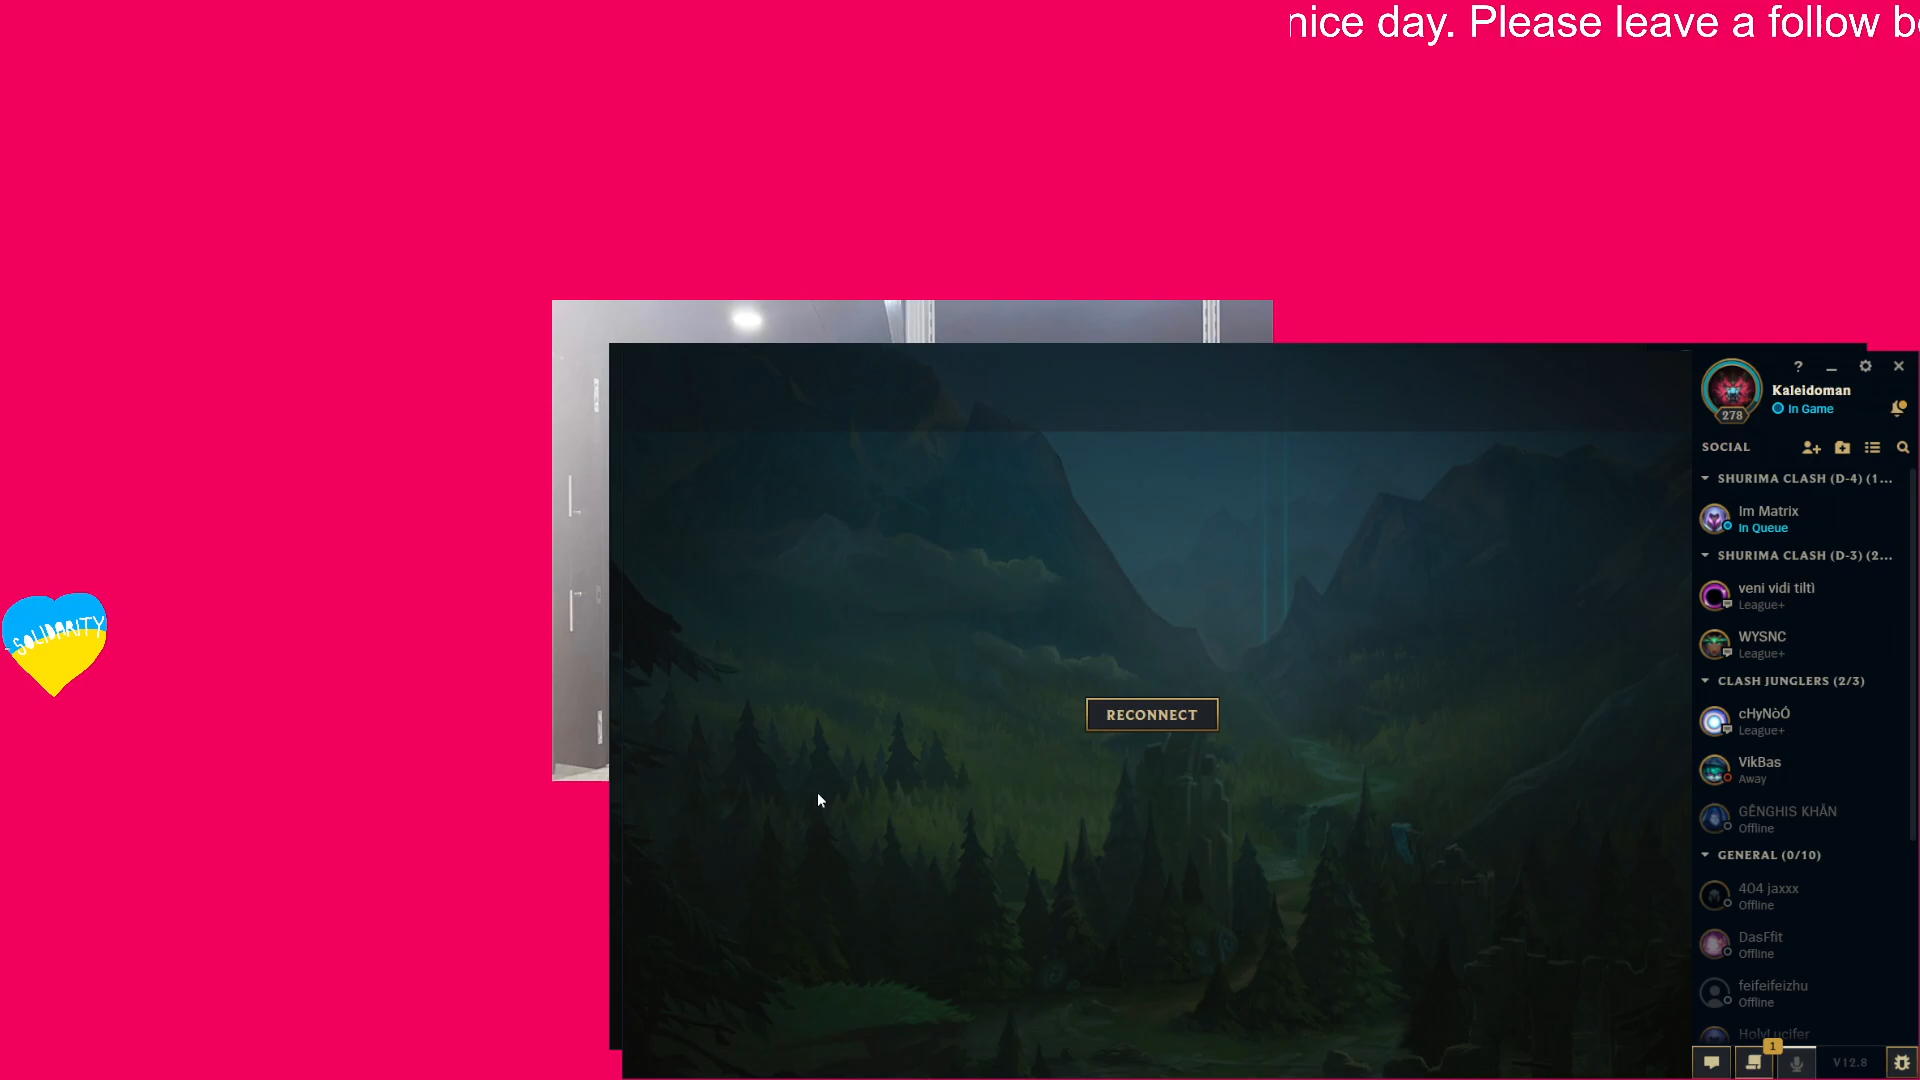 nice day. Please leave a follow b
SOLIDARITY
Kaleidoman
In Game
278
SOCIAL
SHURIMA CLASH (D-4) (1...
Im Matrix
In Queue
SHURIMA CLASH (D-3) (2...
veni vidi tiltì
League+
WYSNC
League+
CLASH JUNGLERS (2/3)
cHyNòÓ
League+
VikBas
Away
GÊNGHIS KHÅN
Offline
GENERAL (0/10)
404 jaxxx
Offline
DasFfit
Offline
feifeifeizhu
Offline
HolyLucifer
RECONNECT
1
V12.8